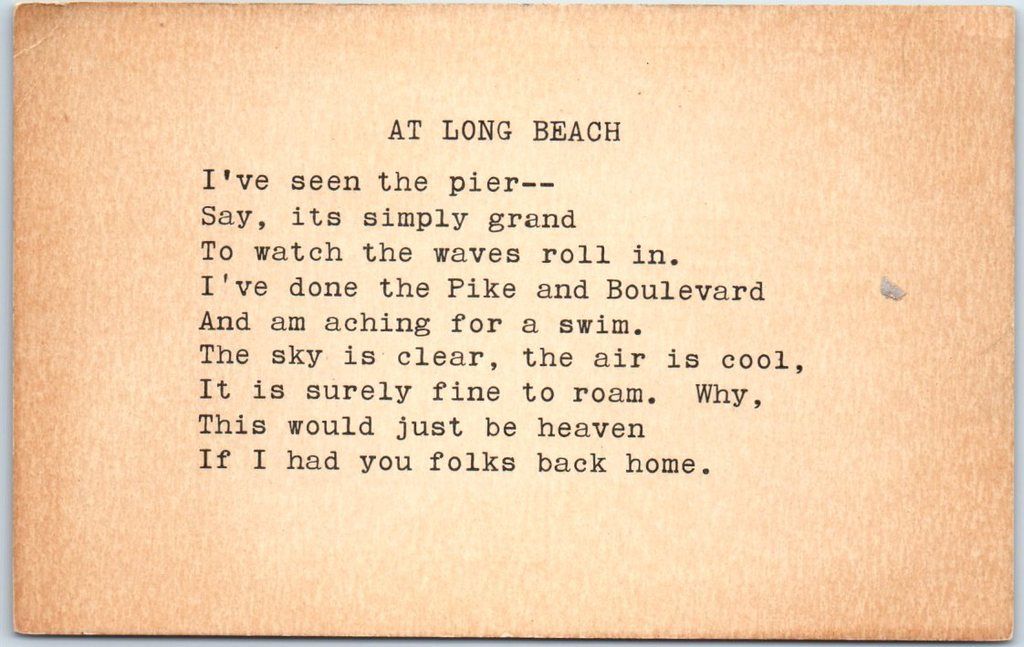 AT LONG BEACH
I've seen the pier--
Say, its simply grand
To watch the waves roll in.
I've done the Pike and Boulevard
And am aching for a swim.
The sky is clear, the air is cool,
It is surely fine to roam.  Why,
This would just be heaven
If I had you folks back home.